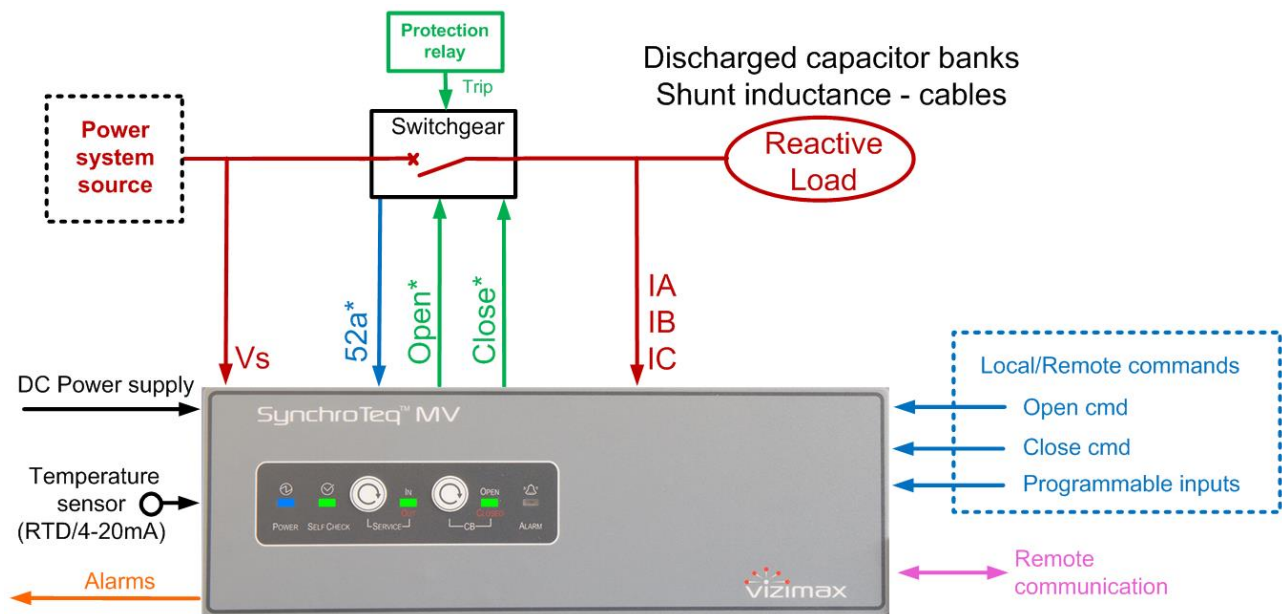 Protection
relay
Trip
Discharged capacitor banks
Shunt inductance - cables
Power
system
source
Switchgear
Reactive
Load
Vs
52a*
Open*
Close*
IA
IB
IC
DC Power supply
Temperature
sensor
(RTD/4-20mA)
Alarms
SynchroTeq™ MV
POWER
SELF CHECK
SERVICE
IN
OUT
CB
OPEN
CLOSED
ALARM
vizimax
Local/Remote commands
Open cmd
Close cmd
Programmable inputs
Remote
communication